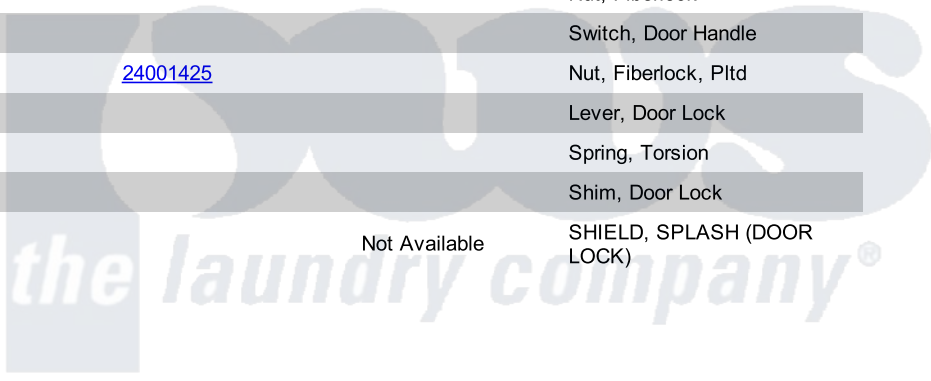 Switch, Door Handle
24001425 Nut, Fiberlock, Pltd
Lever, Door Lock
Spring, Torsion
Shim, Door Lock
Not Available SHIELD, SPLASH (DOOR
LOCK)
the laundry company®